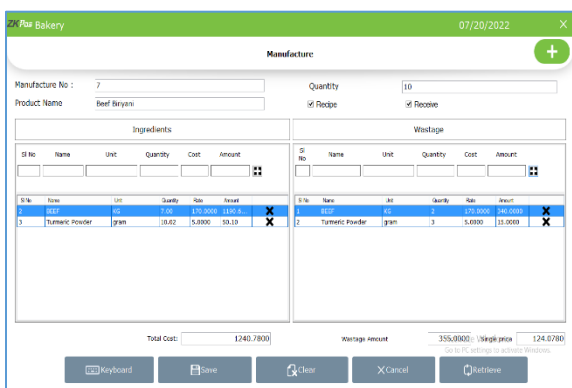 ZKPos Bakery 07/20/2022 X
Manufacture
Manufacture No : 7 Quantity 10
Product Name Beef Biriyani Recipe Receive
Ingredients Wastage
Sl No Name Unit Quantity Cost Amount Sl No Name Unit Quantity Cost Amount
Sl No Name Unit Quantity Rate Amount Sl No Name Unit Quantity Rate Amount
2 BEEF KG 7.00 170.0000 1190.6... 1 BEEF KG 2 170.0000 340.0000
3 Turmeric Powder gram 10.02 5.0000 50.10 2 Turmeric Powder gram 3 5.0000 15.0000
Total Cost: 1240.7800 Wastage Amount 355.0000 Single price 124.0780
Go to PC settings to activate Windows.
Keyboard Save Clear Cancel Retrieve